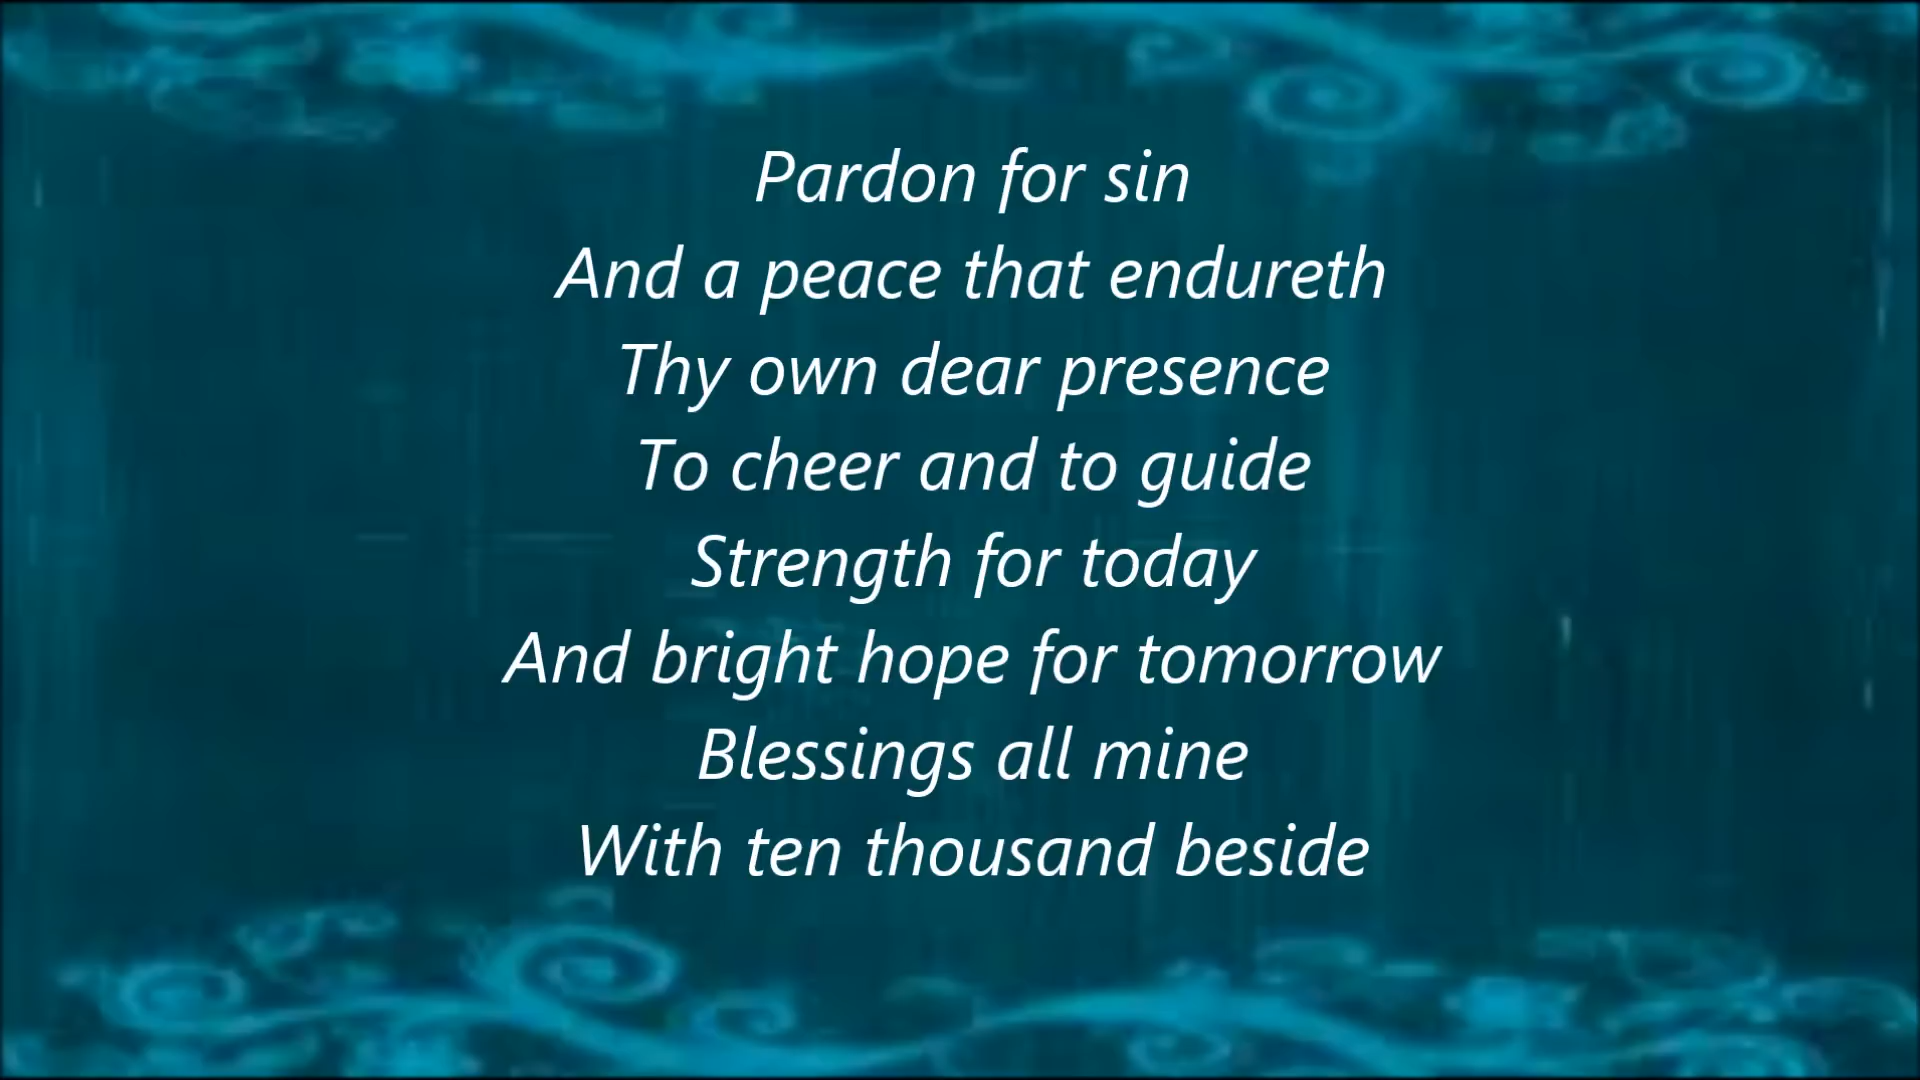 Pardon for sin
And a peace that endureth
Thy own dear presence
To cheer and to guide
Strength for today
And bright hope for tomorrow
Blessings all mine
With ten thousand beside